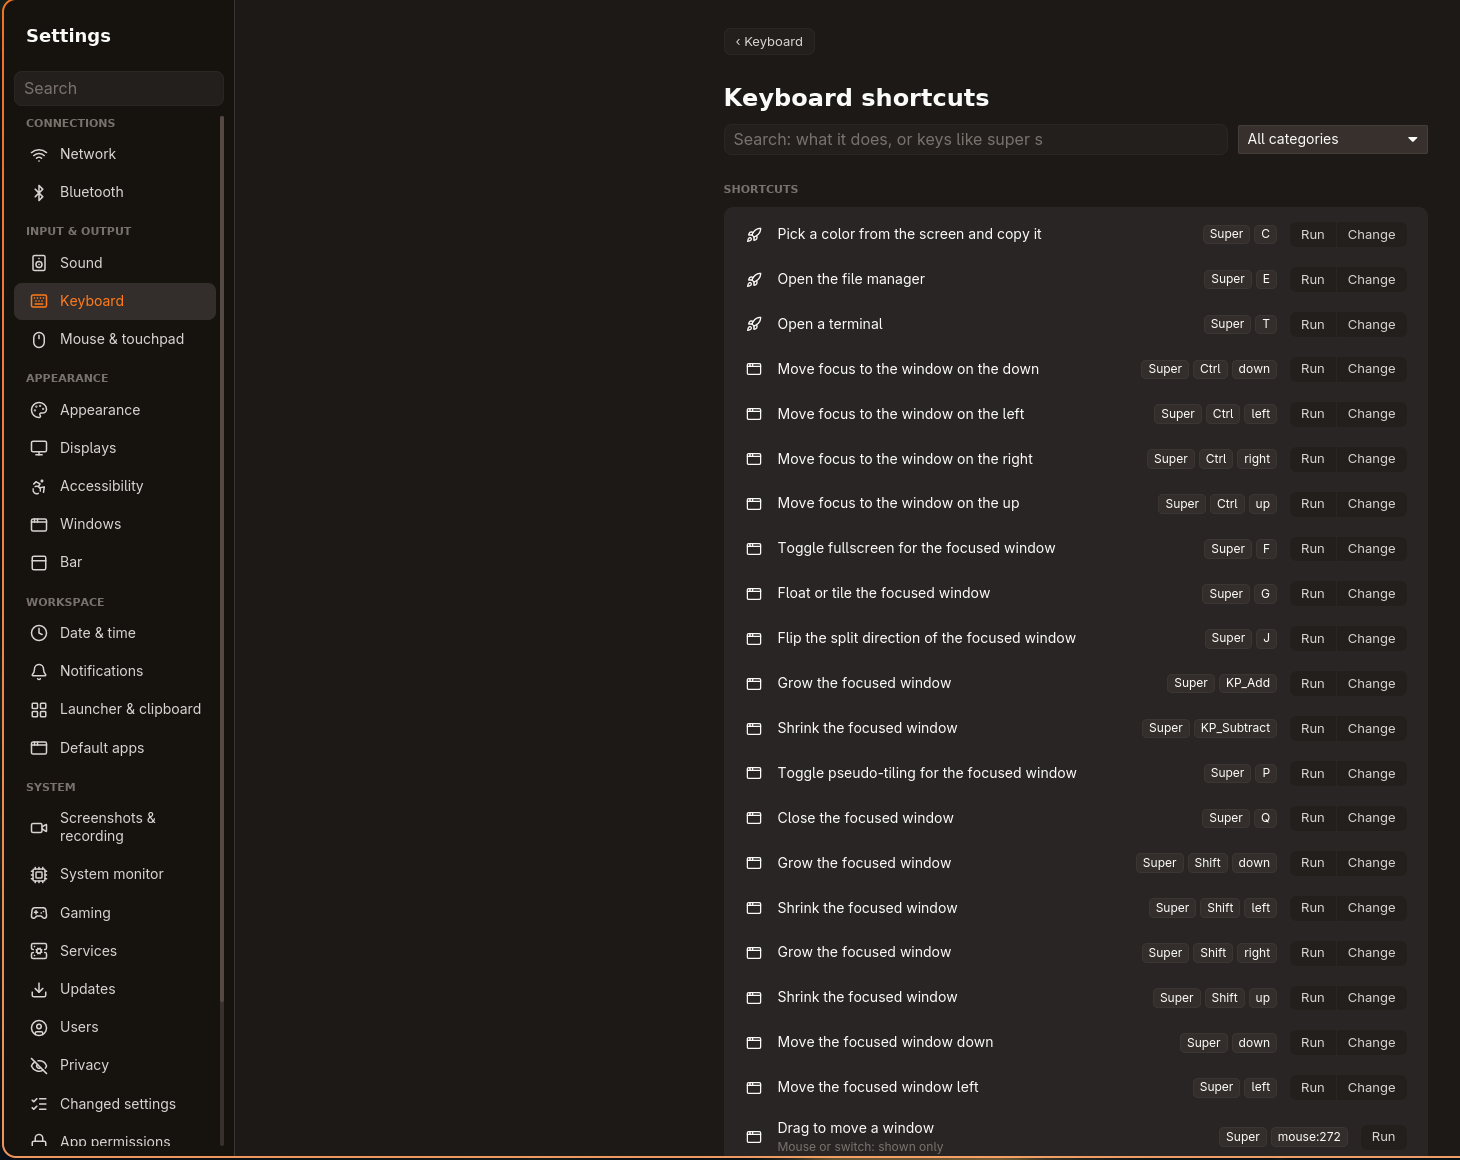 Settings
Search
CONNECTIONS
Network
Bluetooth
INPUT & OUTPUT
Sound
Keyboard
Mouse & touchpad
APPEARANCE
Appearance
Displays
Accessibility
Windows
Bar
WORKSPACE
Date & time
Notifications
Launcher & clipboard
Default apps
SYSTEM
Screenshots &
recording
System monitor
Gaming
Services
Updates
Users
Privacy
Changed settings
App permissions
‹ Keyboard
Keyboard shortcuts
Search: what it does, or keys like super s All categories
SHORTCUTS
Pick a color from the screen and copy it Super C Run Change
Open the file manager Super E Run Change
Open a terminal Super T Run Change
Move focus to the window on the down Super Ctrl down Run Change
Move focus to the window on the left Super Ctrl left Run Change
Move focus to the window on the right Super Ctrl right Run Change
Move focus to the window on the up Super Ctrl up Run Change
Toggle fullscreen for the focused window Super F Run Change
Float or tile the focused window Super G Run Change
Flip the split direction of the focused window Super J Run Change
Grow the focused window Super KP_Add Run Change
Shrink the focused window Super KP_Subtract Run Change
Toggle pseudo-tiling for the focused window Super P Run Change
Close the focused window Super Q Run Change
Grow the focused window Super Shift down Run Change
Shrink the focused window Super Shift left Run Change
Grow the focused window Super Shift right Run Change
Shrink the focused window Super Shift up Run Change
Move the focused window down Super down Run Change
Move the focused window left Super left Run Change
Drag to move a window Super mouse:272 Run
Mouse or switch: shown only